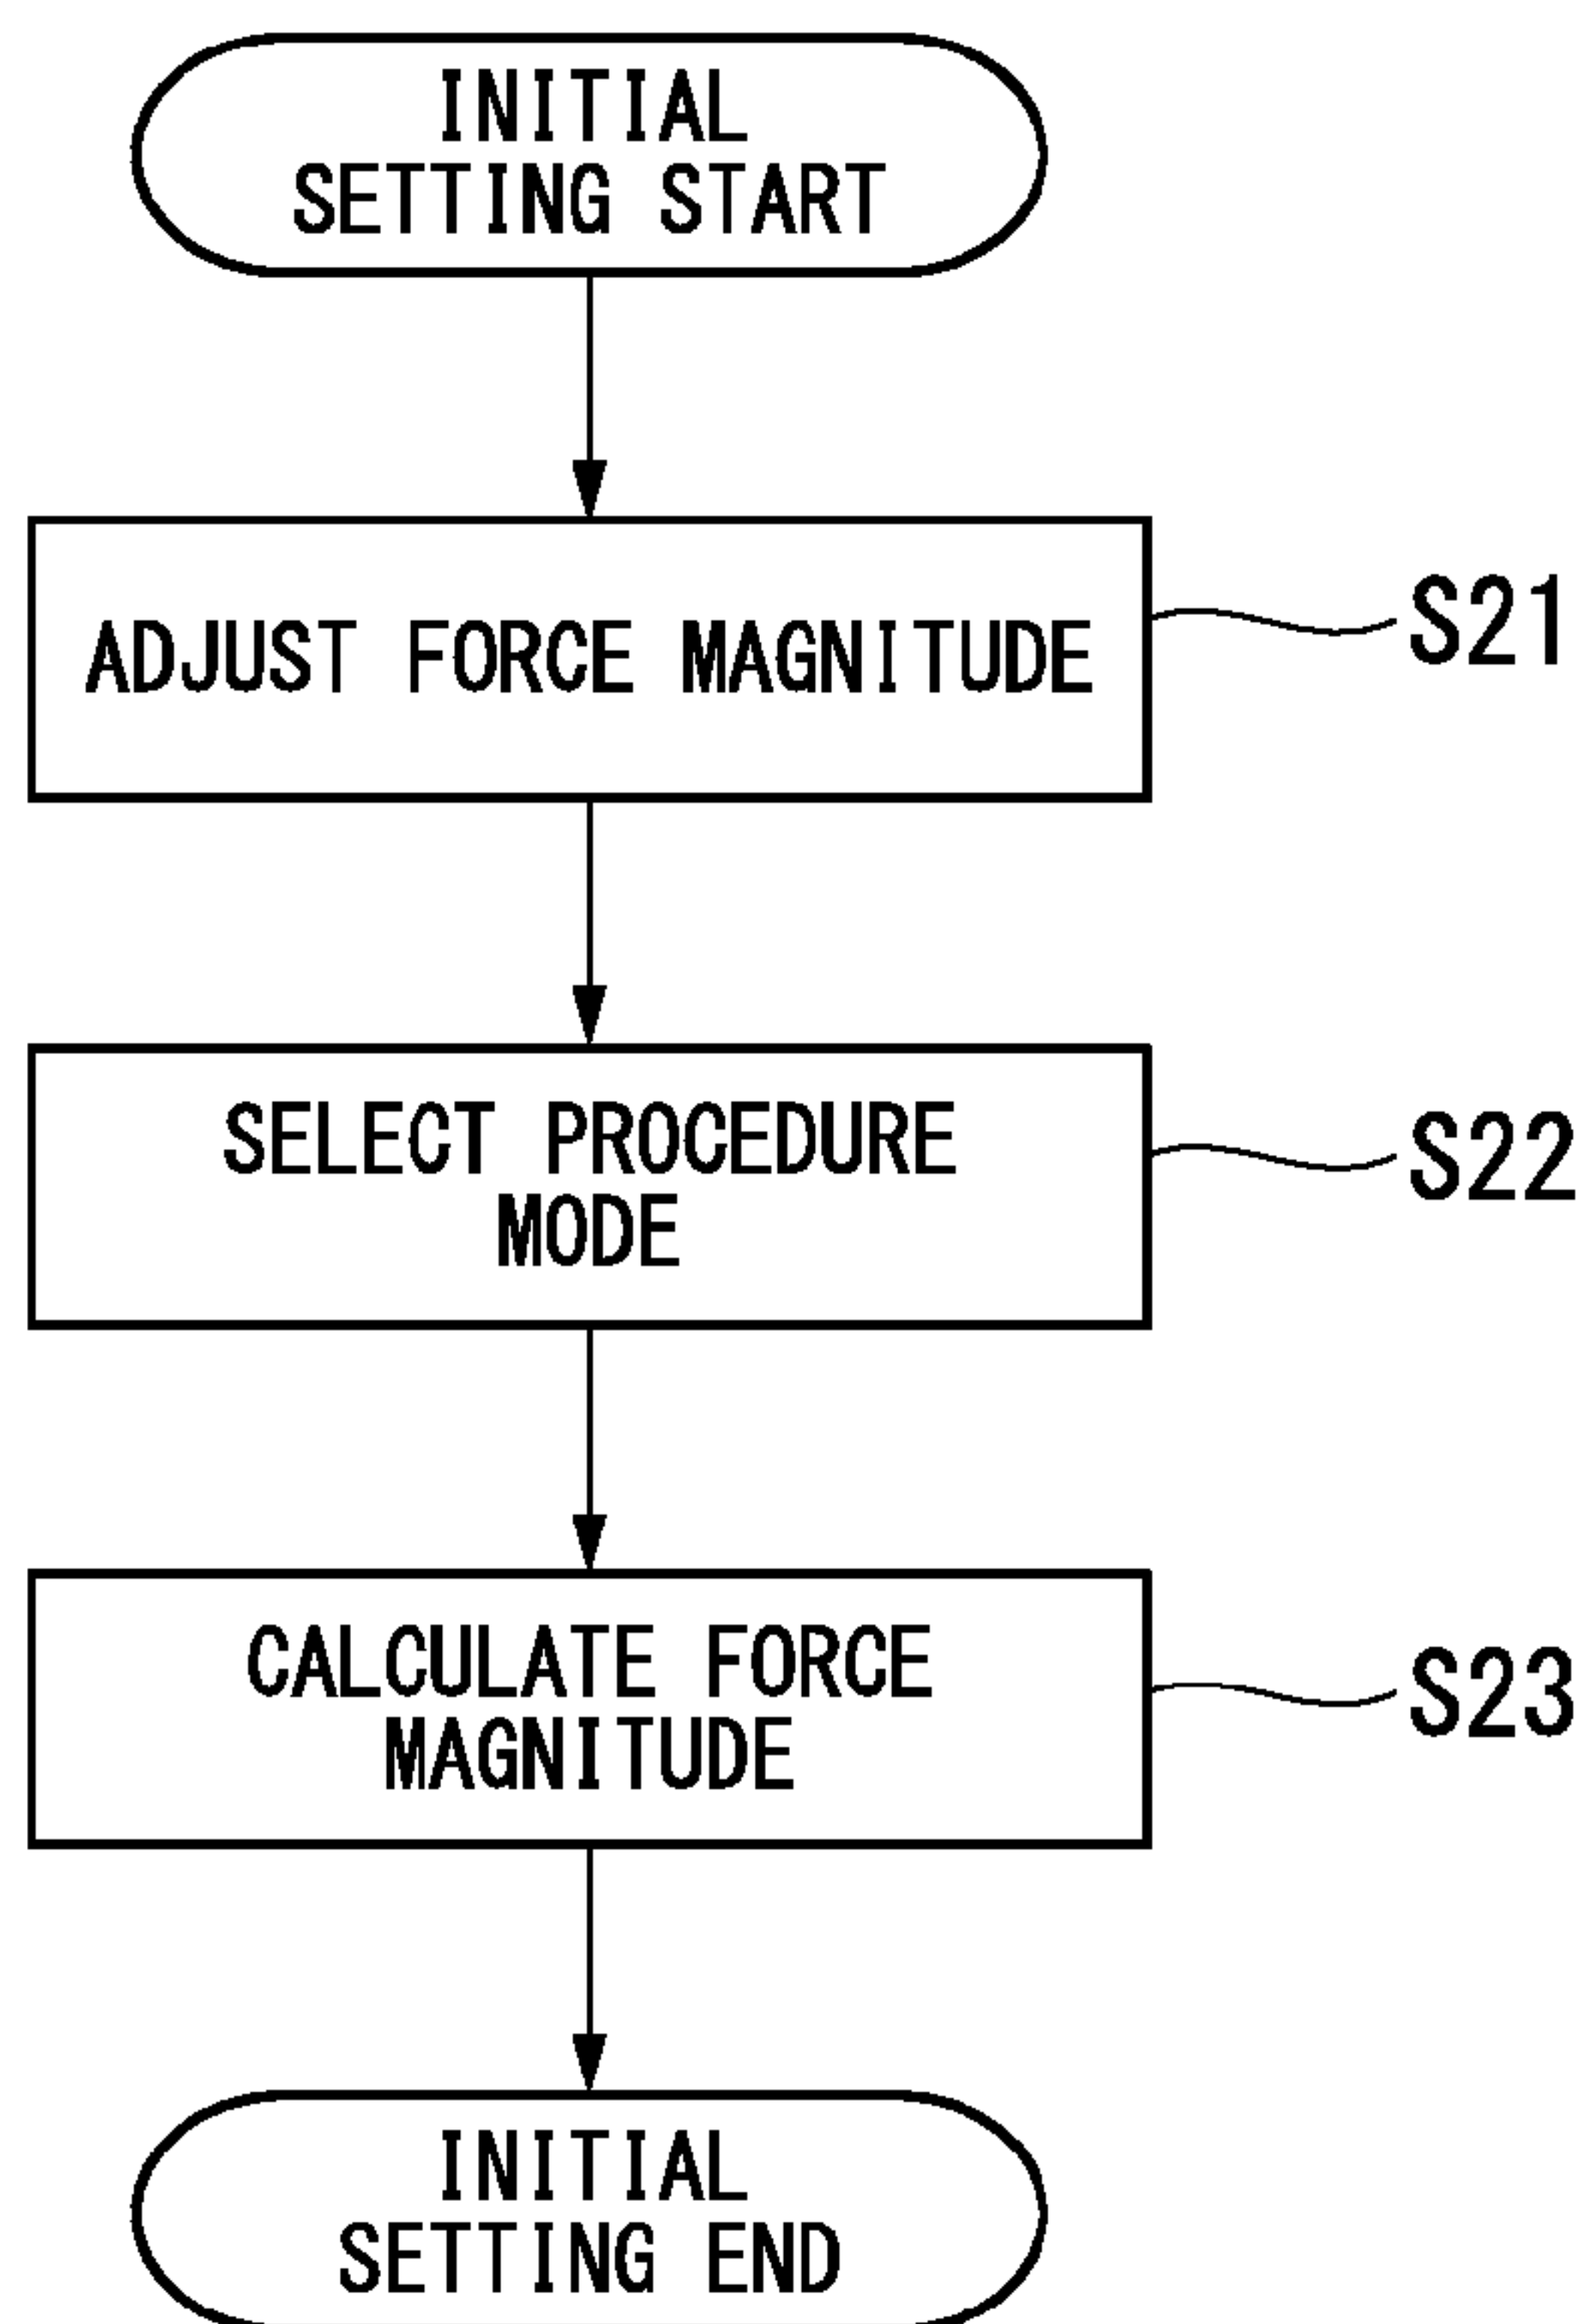 INITIAL
SETTING START
ADJUST FORCE MAGNITUDE
S21
SELECT PROCEDURE
MODE
S22
CALCULATE FORCE
MAGNITUDE
S23
INITIAL
SETTING END